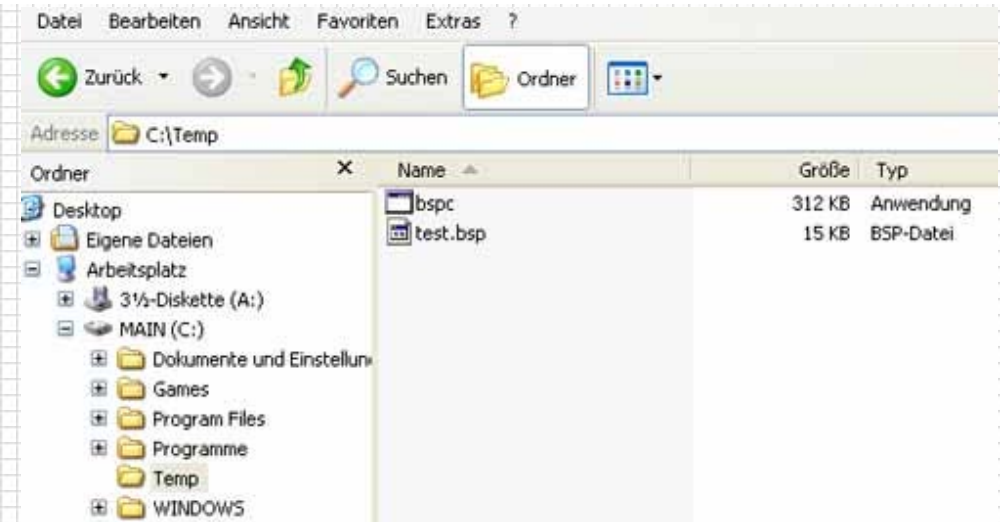 Datei Bearbeiten Ansicht Favoriten Extras ?
Zurück Suchen Ordner
Adresse C:\Temp
Ordner X
Desktop
Eigene Dateien
Arbeitsplatz
3½-Diskette (A:)
MAIN (C:)
Dokumente und Einstellun
Games
Program Files
Programme
Temp
WINDOWS
Name Größe Typ
bspc 312 KB Anwendung
test.bsp 15 KB BSP-Datei